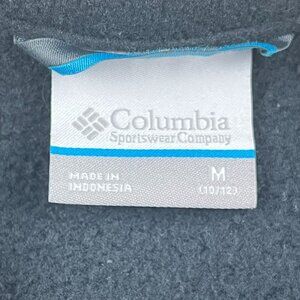 Columbia
Sportswear Company
MADE IN
INDONESIA
M
(10/12)